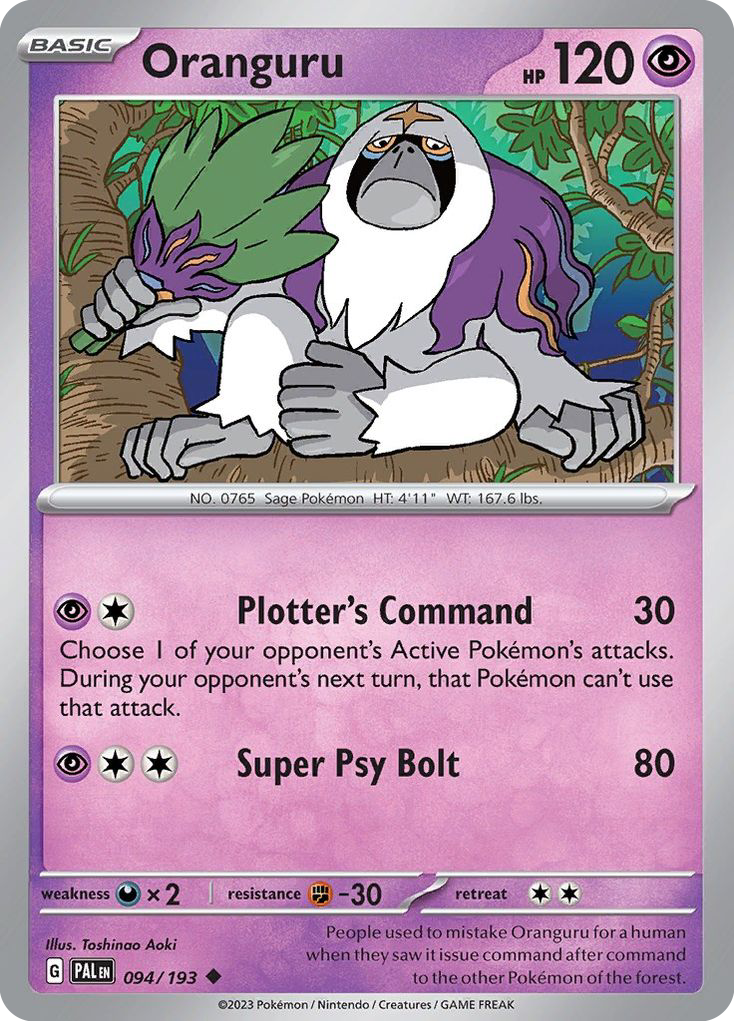 BASIC
Oranguru HP 120
NO. 0765 Sage Pokémon HT: 4'11" WT: 167.6 lbs.
Plotter's Command 30
Choose 1 of your opponent's Active Pokémon's attacks.
During your opponent's next turn, that Pokémon can't use
that attack.
Super Psy Bolt 80
weakness ×2 resistance -30 retreat
Illus. Toshinao Aoki
People used to mistake Oranguru for a human
when they saw it issue command after command
to the other Pokémon of the forest.
G PAL EN 094/193
©2023 Pokémon / Nintendo / Creatures / GAME FREAK